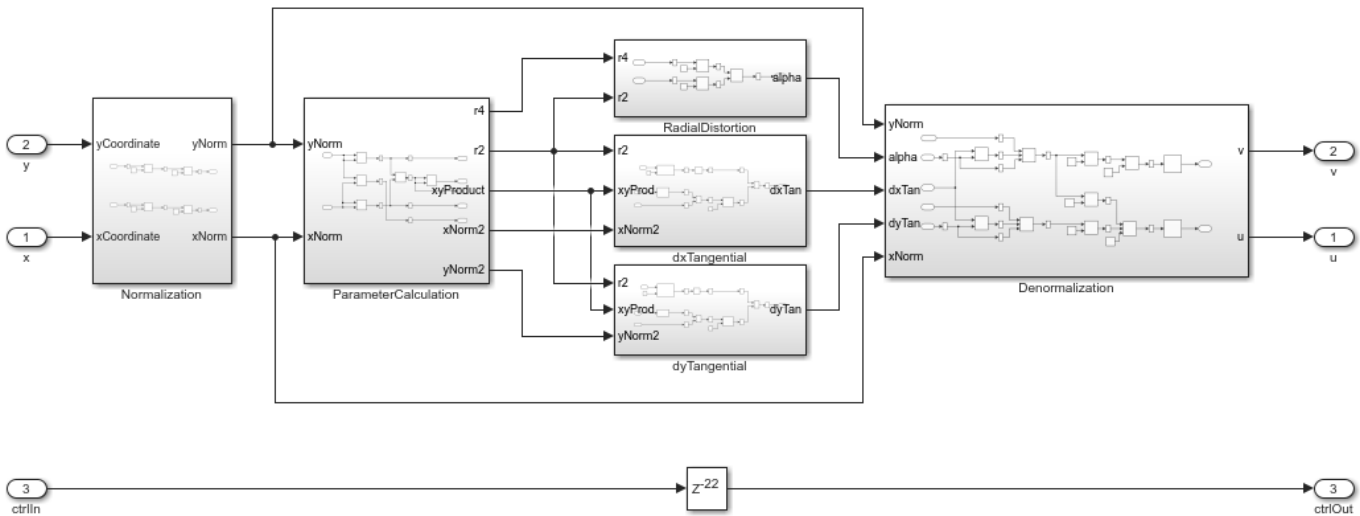 2
y
1
x
yCoordinate
yNorm
xCoordinate
xNorm
Normalization
yNorm
xNorm
r4
r2
xyProduct
xNorm2
yNorm2
ParameterCalculation
r4
r2
alpha
RadialDistortion
r2
xyProd.
xNorm2
dxTan
dxTangential
r2
xyProd.
yNorm2
dyTan
dyTangential
yNorm
alpha
dxTan
dyTan
xNorm
v
u
Denormalization
2
v
1
u
3
ctrlIn
Z-22
3
ctrlOut